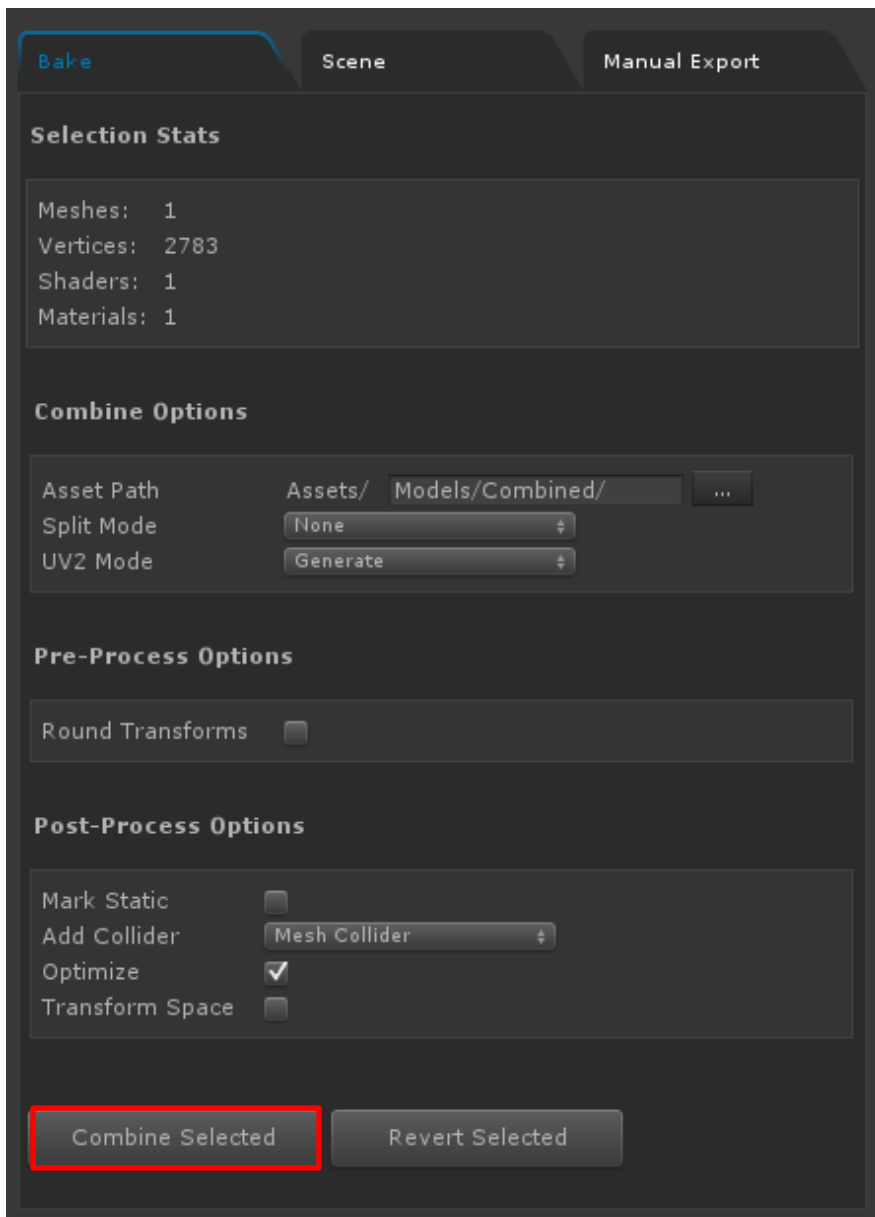 Bake Scene Manual Export
Selection Stats
Meshes: 1
Vertices: 2783
Shaders: 1
Materials: 1
Combine Options
Asset Path Assets/ Models/Combined/ ...
Split Mode None
UV2 Mode Generate
Pre-Process Options
Round Transforms
Post-Process Options
Mark Static
Add Collider Mesh Collider
Optimize
Transform Space
Combine Selected Revert Selected